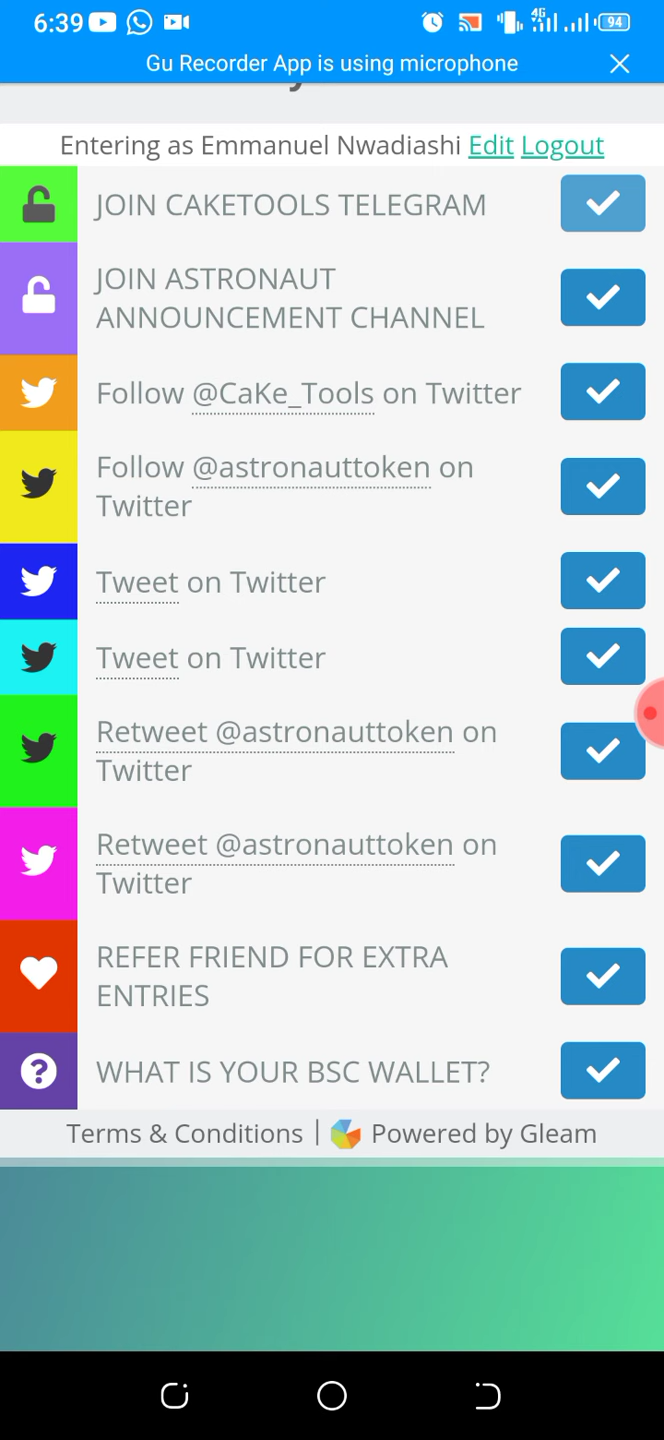 6:39
4G
94
Gu Recorder App is using microphone
Entering as Emmanuel Nwadiashi Edit Logout
JOIN CAKETOOLS TELEGRAM
JOIN ASTRONAUT
ANNOUNCEMENT CHANNEL
Follow @CaKe_Tools on Twitter
Follow @astronauttoken on
Twitter
Tweet on Twitter
Tweet on Twitter
Retweet @astronauttoken on
Twitter
Retweet @astronauttoken on
Twitter
REFER FRIEND FOR EXTRA
ENTRIES
WHAT IS YOUR BSC WALLET?
Terms & Conditions | Powered by Gleam